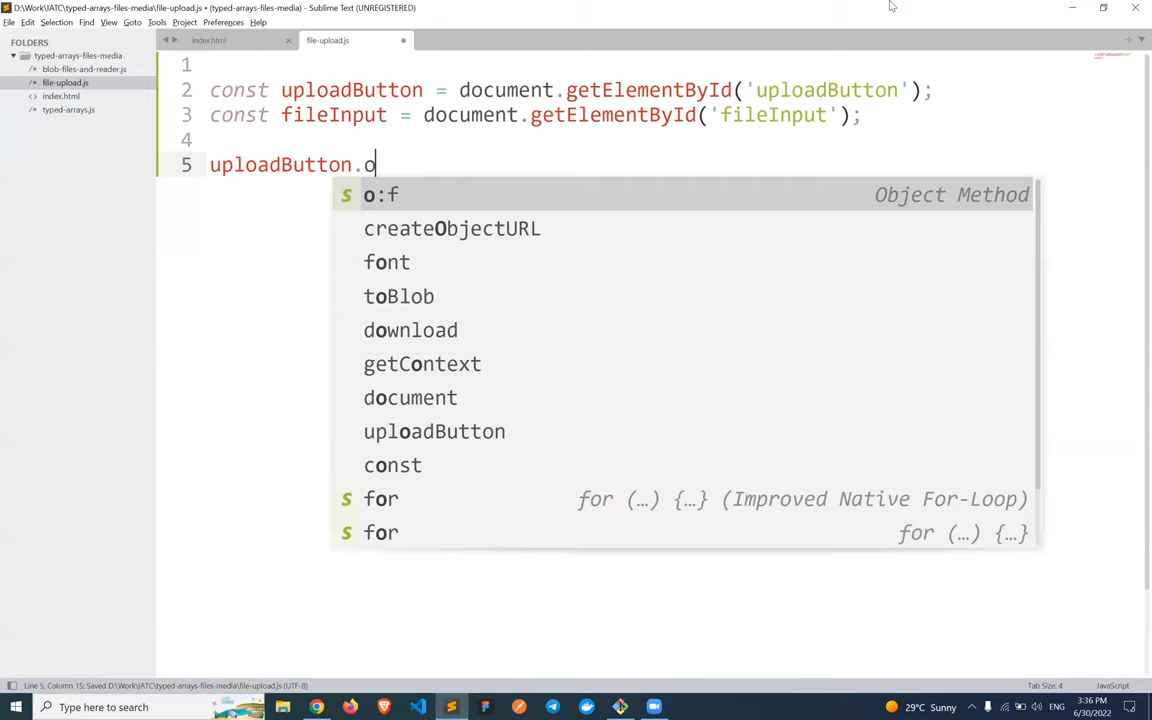 D:\Work\IATC\typed-arrays-files-media\file-upload.js • (typed-arrays-files-media) - Sublime Text (UNREGISTERED)
File Edit Selection Find View Goto Tools Project Preferences Help
FOLDERS
typed-arrays-files-media
/* blob-files-and-reader.js
/* file-upload.js
<> index.html
/* typed-arrays.js
index.html
file-upload.js
1
2 const uploadButton = document.getElementById('uploadButton');
3 const fileInput = document.getElementById('fileInput');
4
5 uploadButton.o
s o:f Object Method
createObjectURL
font
toBlob
download
getContext
document
uploadButton
const
s for for (…) {…} (Improved Native For-Loop)
s for for (…) {…}
Line 5, Column 15; Saved D:\Work\IATC\typed-arrays-files-media\file-upload.js (UTF-8)
Tab Size: 4
JavaScript
Type here to search
29°C Sunny
ENG
3:36 PM
6/30/2022